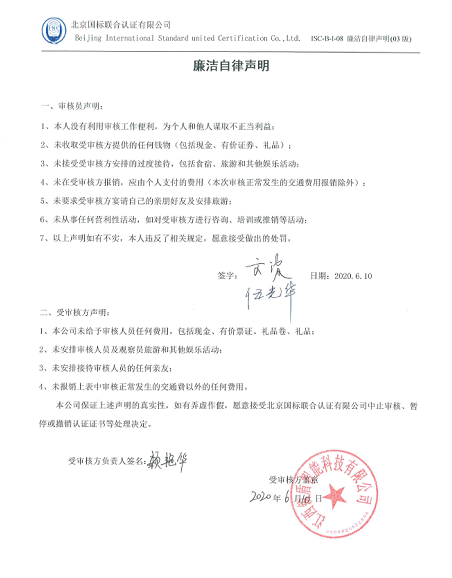 北京国标联合认证有限公司
Beijing International Standard united Certification Co.,Ltd. ISC-B-I-08 廉洁自律声明(03版)
廉洁自律声明
一、审核员声明:
1、本人没有利用审核工作便利,为个人和他人谋取不正当利益;
2、未收取受审核方提供的任何钱物(包括现金、有价证券、礼品);
3、未接受受审核方安排的过度接待,包括食宿、旅游和其他娱乐活动;
4、未在受审核方报销,应由个人支付的费用(本次审核正常发生的交通费用报销除外);
5、未要求受审核方宴请自己的亲朋好友及安排旅游;
6、未从事任何营利性活动,如对受审核方进行咨询、培训或推销等活动;
7、以上声明如有不实,本人违反了相关规定,愿意接受做出的处罚。
签字: 文波 日期:2020.6.10
伍光华
二、受审核方声明:
1、本公司未给予审核人员任何费用,包括现金、有价票证、礼品卷、礼品;
2、未安排审核人员及观察员旅游和其他娱乐活动;
3、未安排接待审核人员的任何亲友;
4、未报销上表中审核正常发生的交通费以外的任何费用。
本公司保证上述声明的真实性,如有弄虚作假,愿意接受北京国标联合认证有限公司中止审核、暂
停或撤销认证证书等处理决定。
受审核方负责人签名: 艳华
受审核方盖章
2020年6月10日
江西 智能科技有限公司